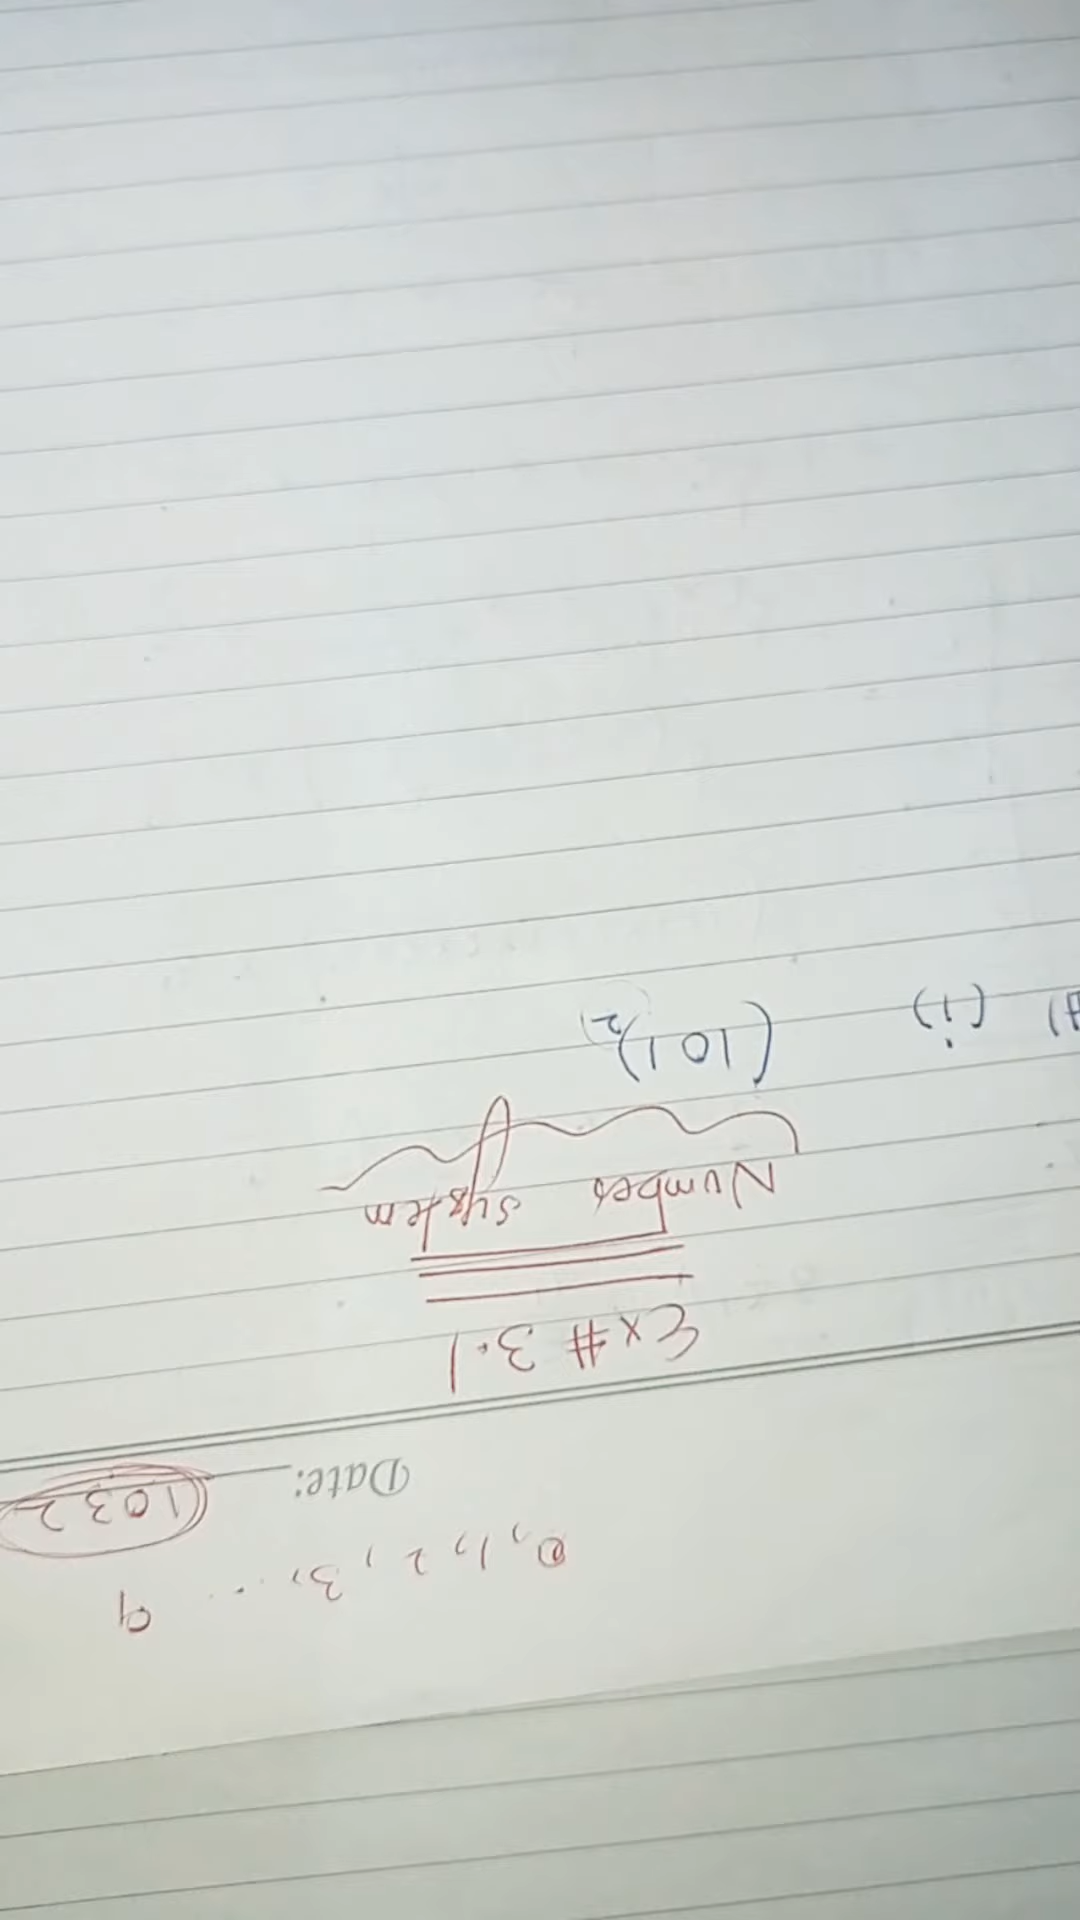 0, 1, 2, 3, ... 9
Date: 1032
Ex # 3.1
Number system
(i) (101)₂